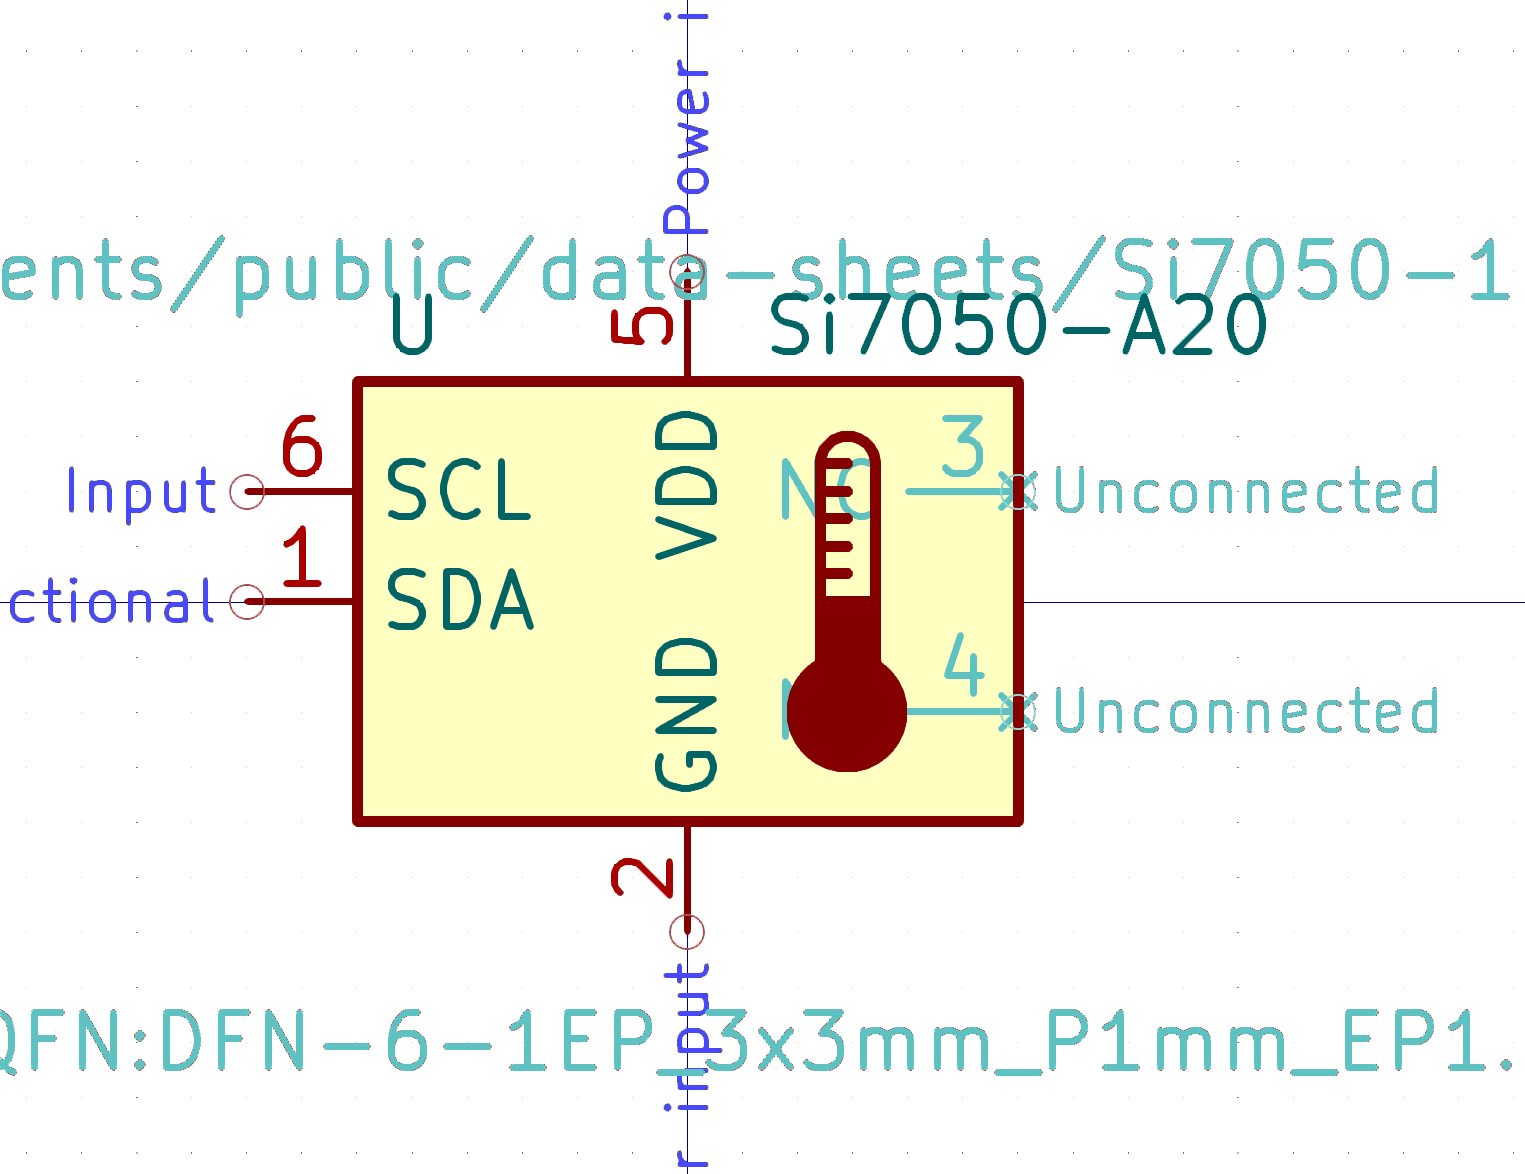 Power i
ents/public/data-sheets/Si7050-1
U
5
Si7050-A20
6
Input
SCL
VDD
NC
3
Unconnected
1
ctional
SDA
GND
4
Unconnected
2
QFN:DFN-6-1EP_3x3mm_P1mm_EP1.
r input